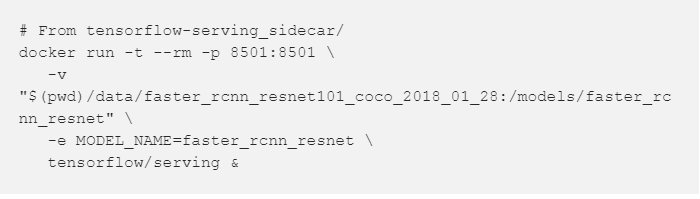 # From tensorflow-serving_sidecar/
docker run -t --rm -p 8501:8501 \
-v
"$(pwd)/data/faster_rcnn_resnet101_coco_2018_01_28:/models/faster_rc
nn_resnet" \
-e MODEL_NAME=faster_rcnn_resnet \
tensorflow/serving &